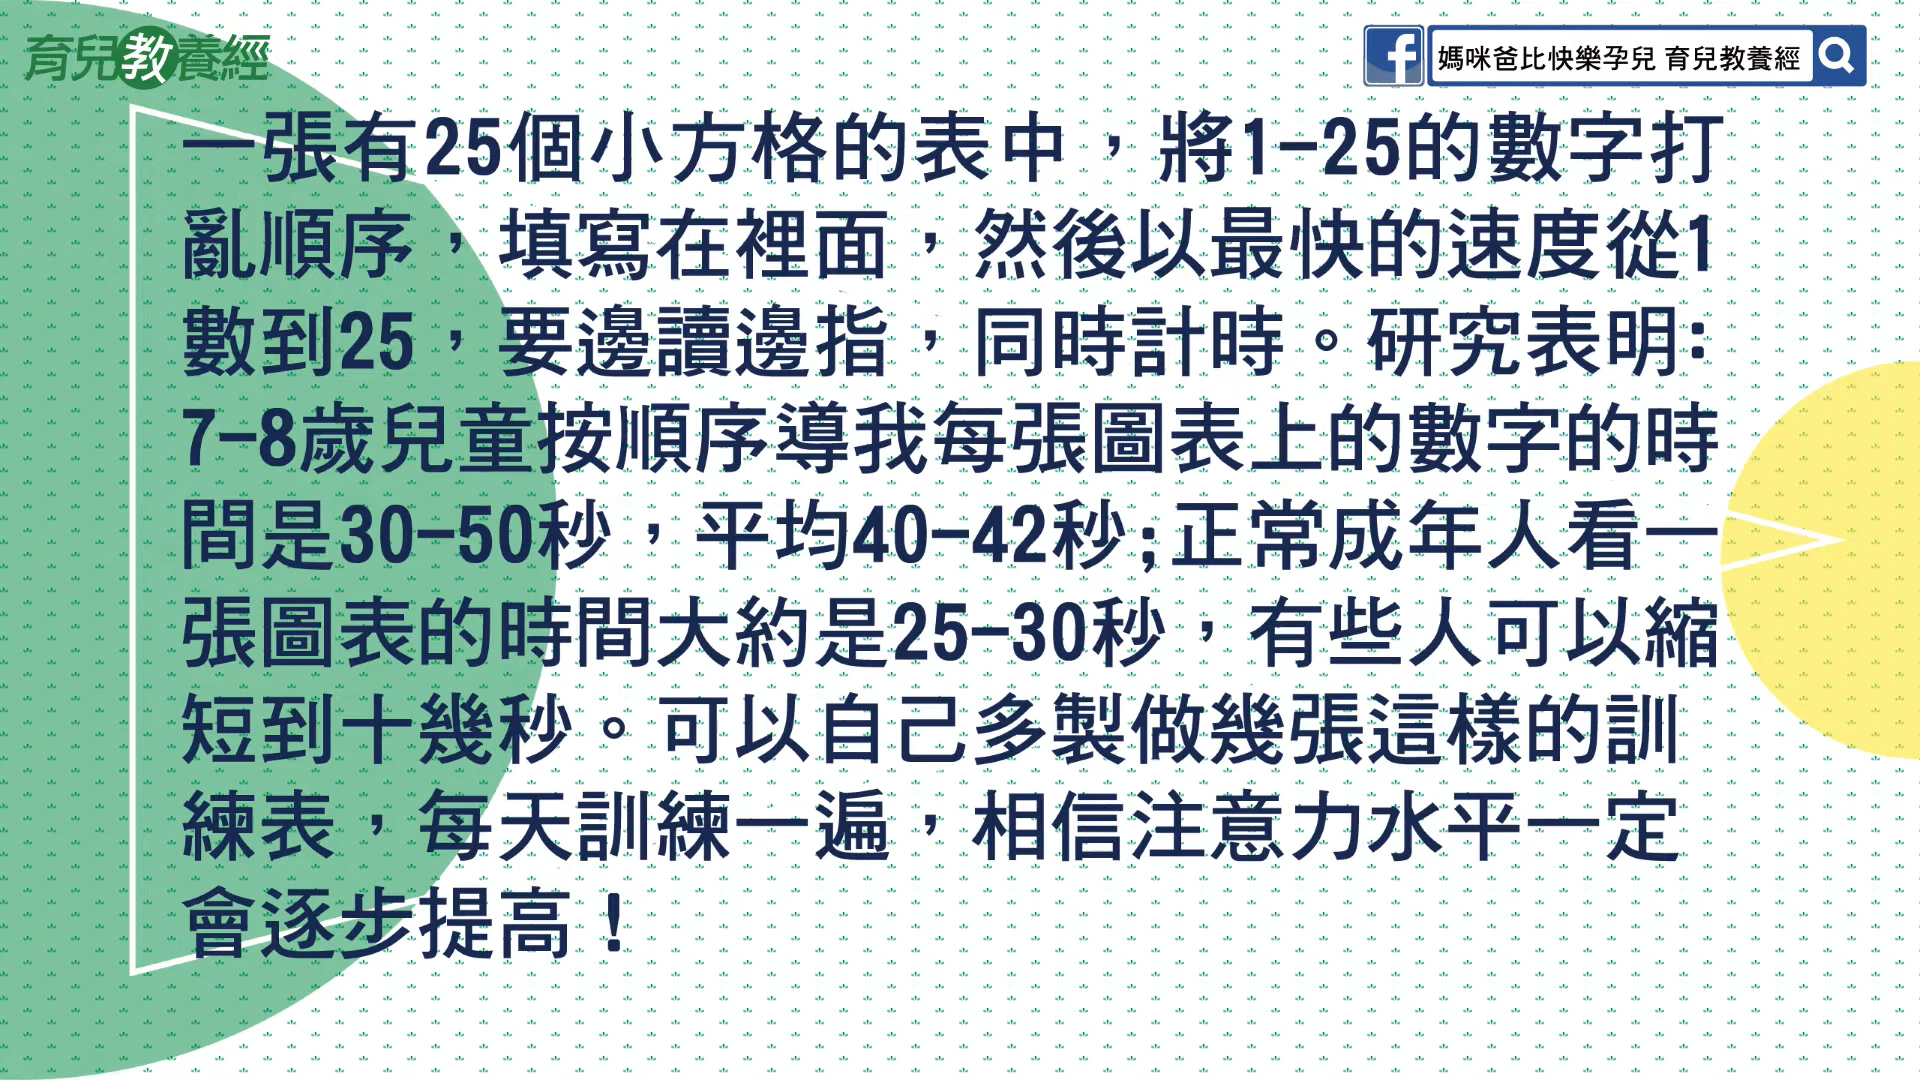 育兒教養經
媽咪爸比快樂孕兒 育兒教養經
一張有25個小方格的表中，將1-25的數字打
亂順序，填寫在裡面，然後以最快的速度從1
數到25，要邊讀邊指，同時計時。研究表明:
7-8歲兒童按順序導我每張圖表上的數字的時
間是30-50秒，平均40-42秒;正常成年人看一
張圖表的時間大約是25-30秒，有些人可以縮
短到十幾秒。可以自己多製做幾張這樣的訓
練表，每天訓練一遍，相信注意力水平一定
會逐步提高！